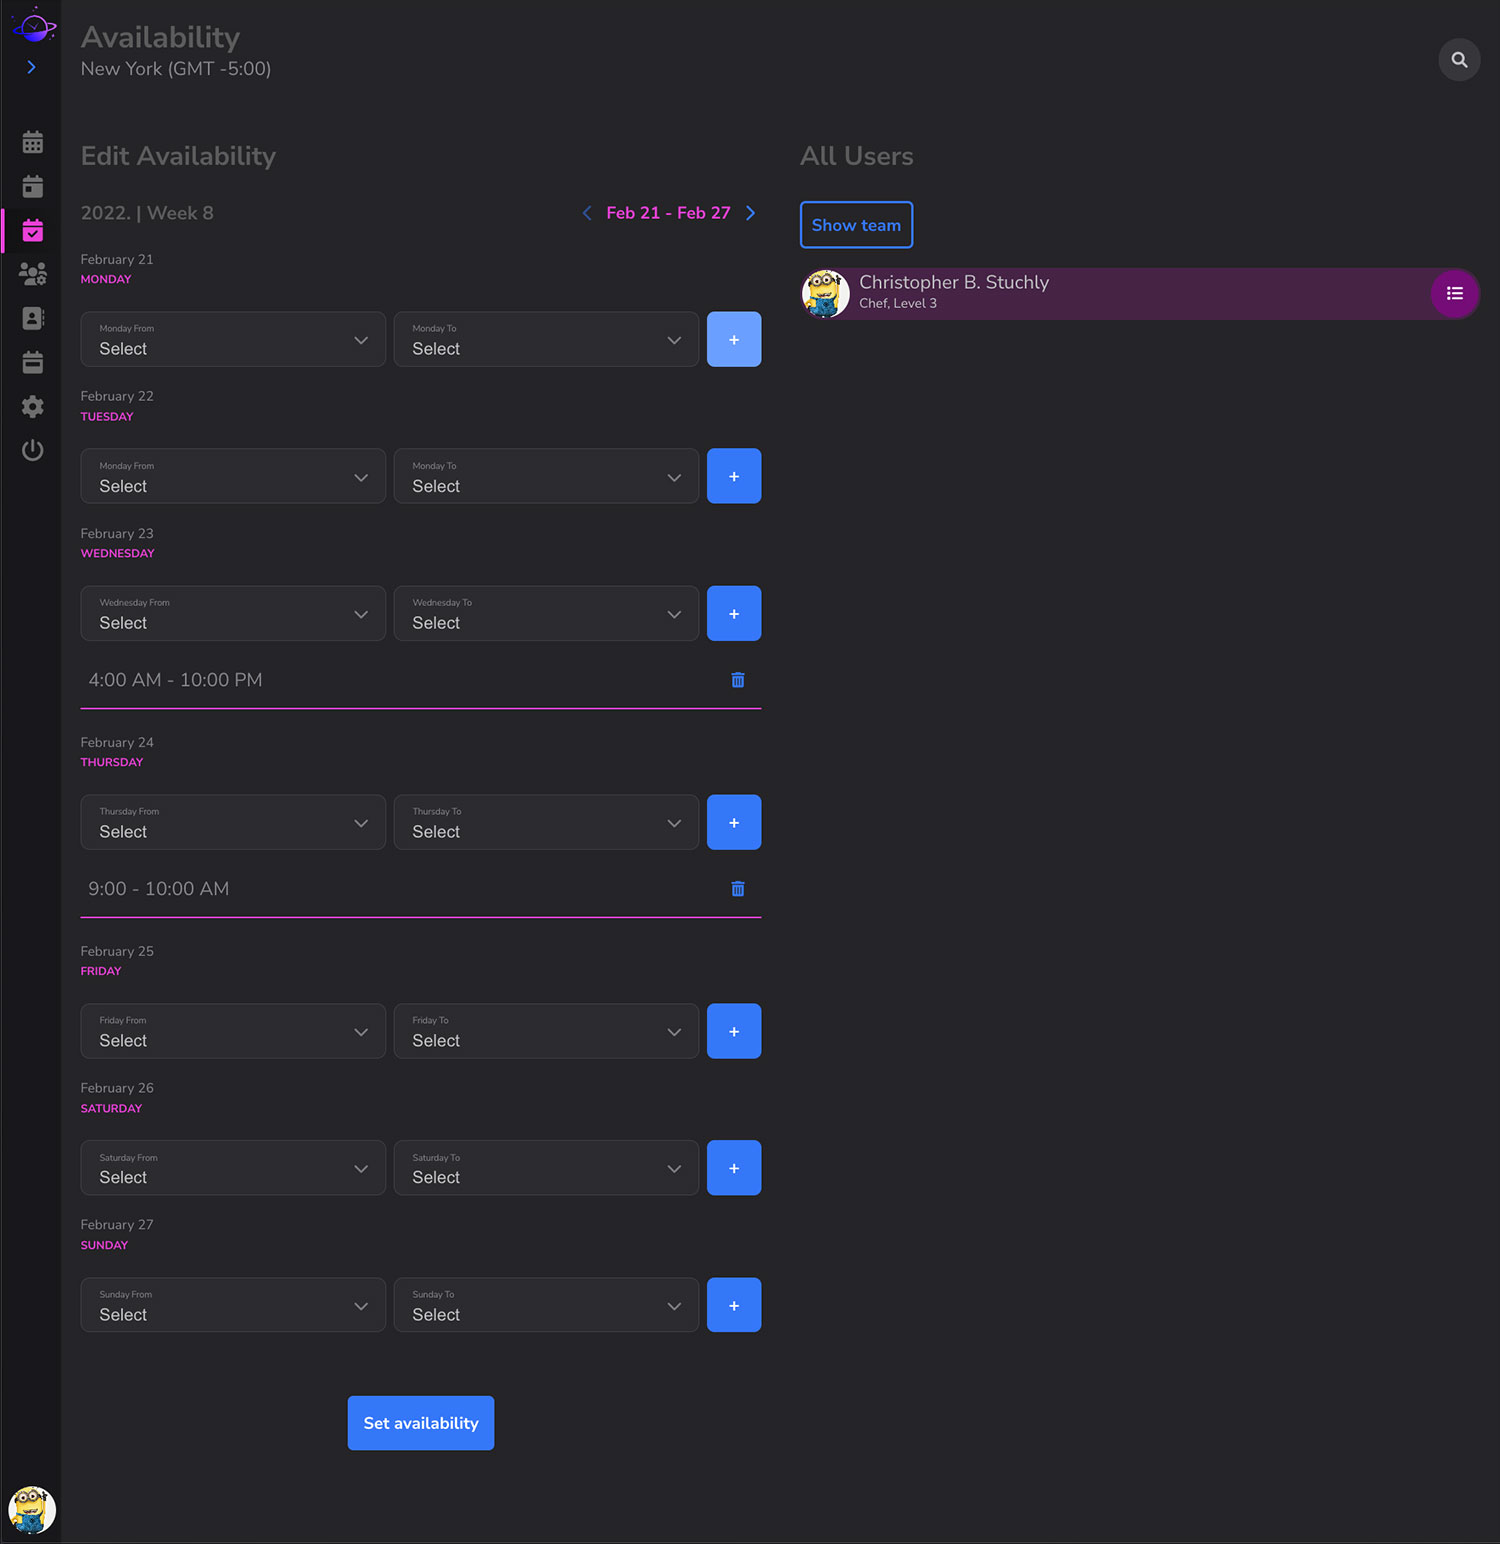 Availability
New York (GMT -5:00)
Edit Availability
2022. | Week 8
Feb 21 - Feb 27
February 21
MONDAY
Monday From
Select
Monday To
Select
+
February 22
TUESDAY
Monday From
Select
Monday To
Select
+
February 23
WEDNESDAY
Wednesday From
Select
Wednesday To
Select
+
4:00 AM - 10:00 PM
February 24
THURSDAY
Thursday From
Select
Thursday To
Select
+
9:00 - 10:00 AM
February 25
FRIDAY
Friday From
Select
Friday To
Select
+
February 26
SATURDAY
Saturday From
Select
Saturday To
Select
+
February 27
SUNDAY
Sunday From
Select
Sunday To
Select
+
Set availability
All Users
Show team
Christopher B. Stuchly
Chef, Level 3